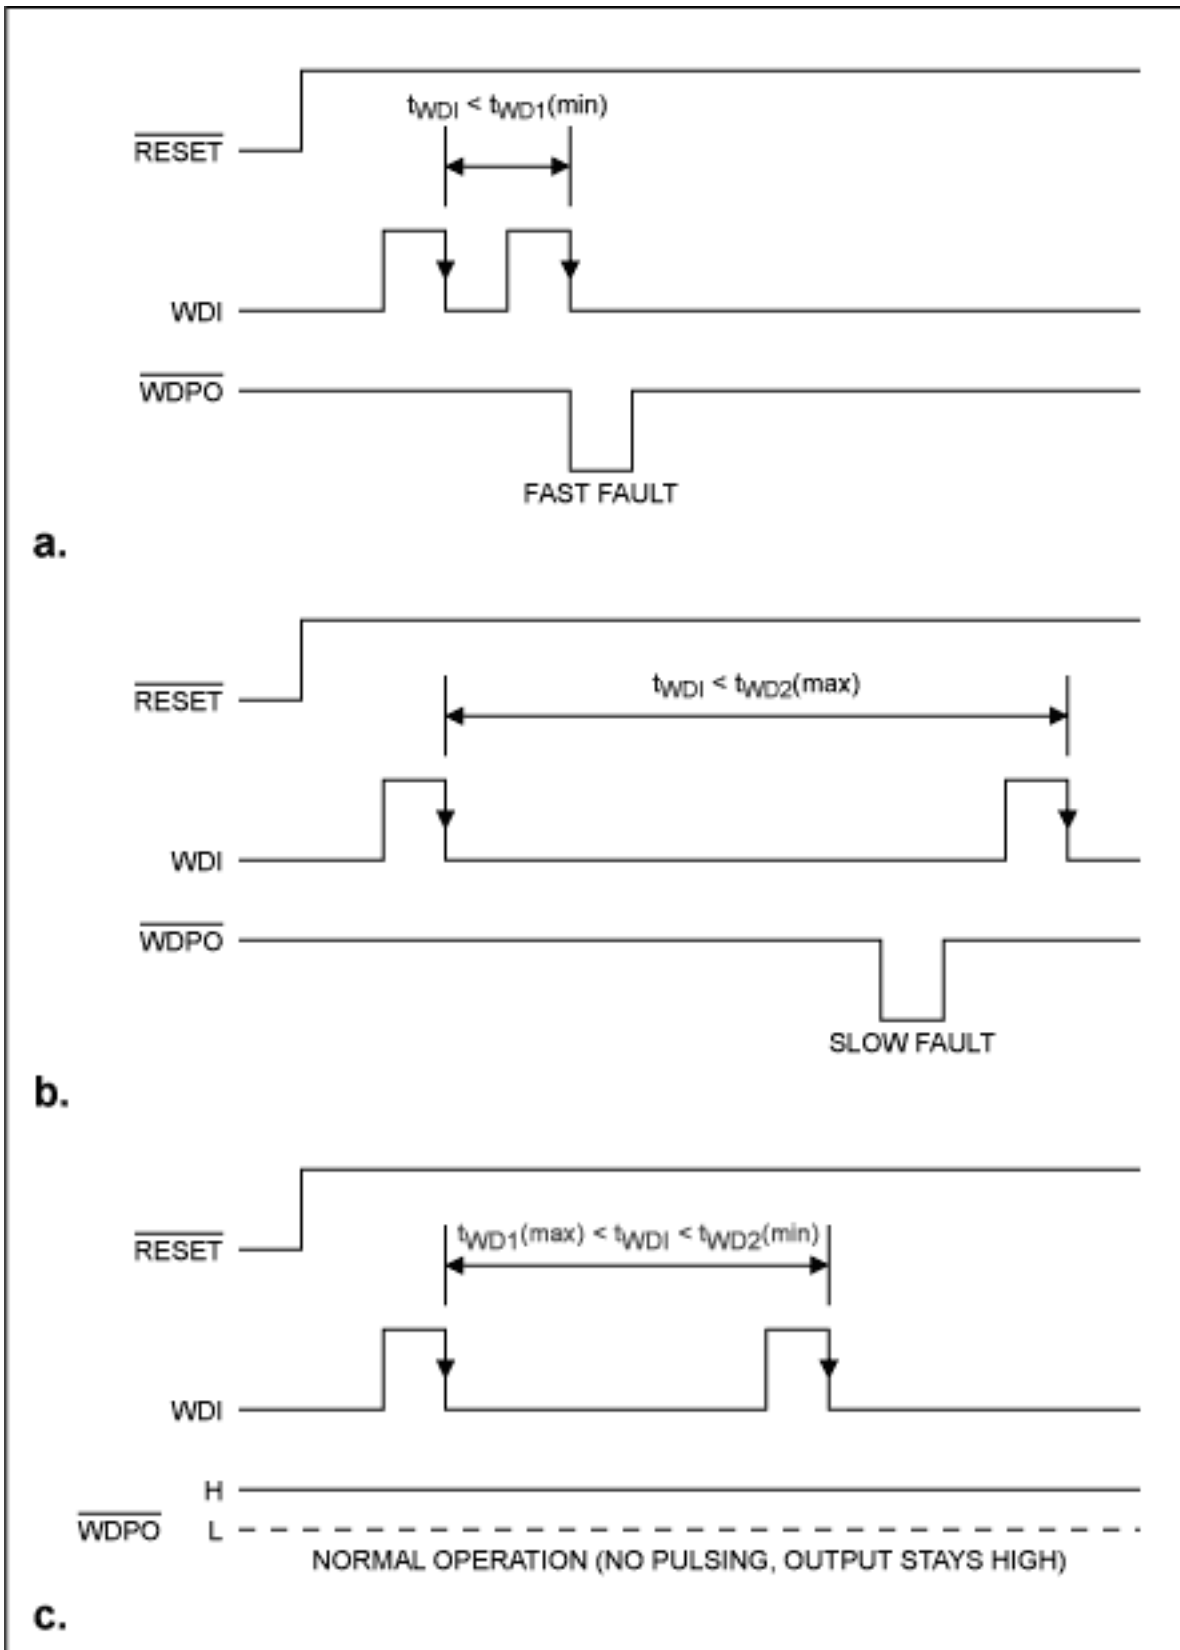 tWDI < tWD1(min)
RESET
WDI
WDPO
FAST FAULT
a.
tWDI < tWD2(max)
RESET
WDI
WDPO
SLOW FAULT
b.
tWD1(max) < tWDI < tWD2(min)
RESET
WDI
H
WDPO L
NORMAL OPERATION (NO PULSING, OUTPUT STAYS HIGH)
c.